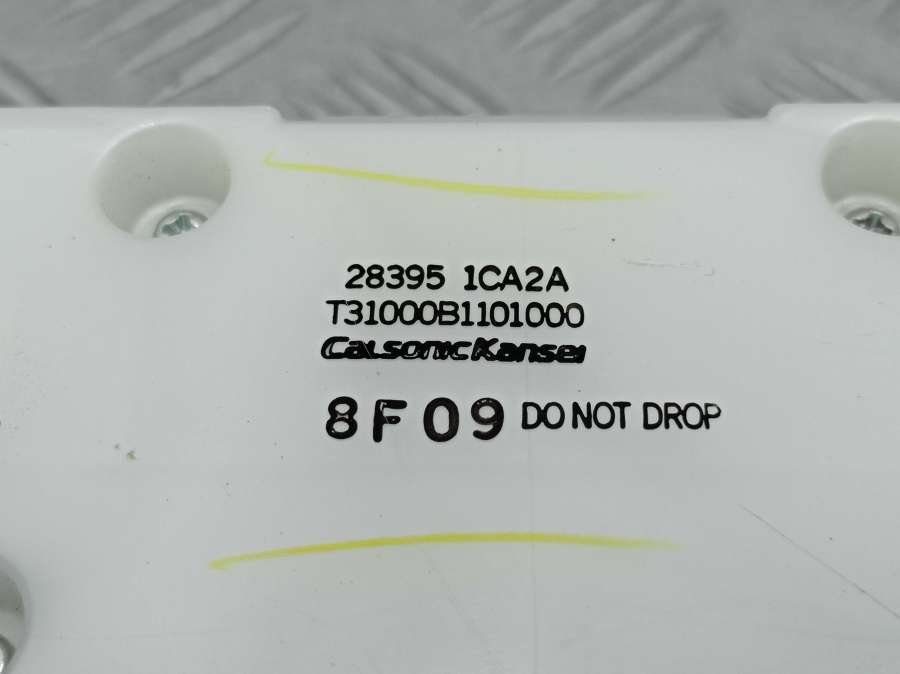 28395 1CA2A
T31000B1101000
CalsonicKansei
8F09 DO NOT DROP